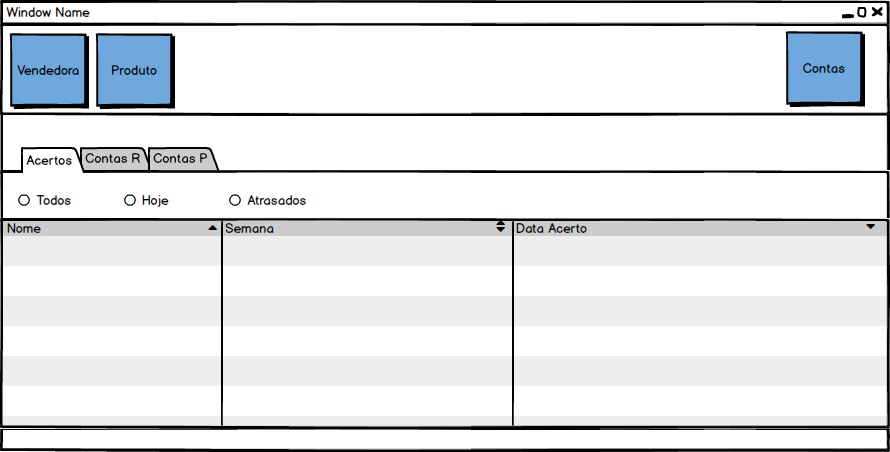 Window Name
Vendedora
Produto
Contas
Acertos
Contas R
Contas P
Todos
Hoje
Atrasados
Nome
Semana
Data Acerto